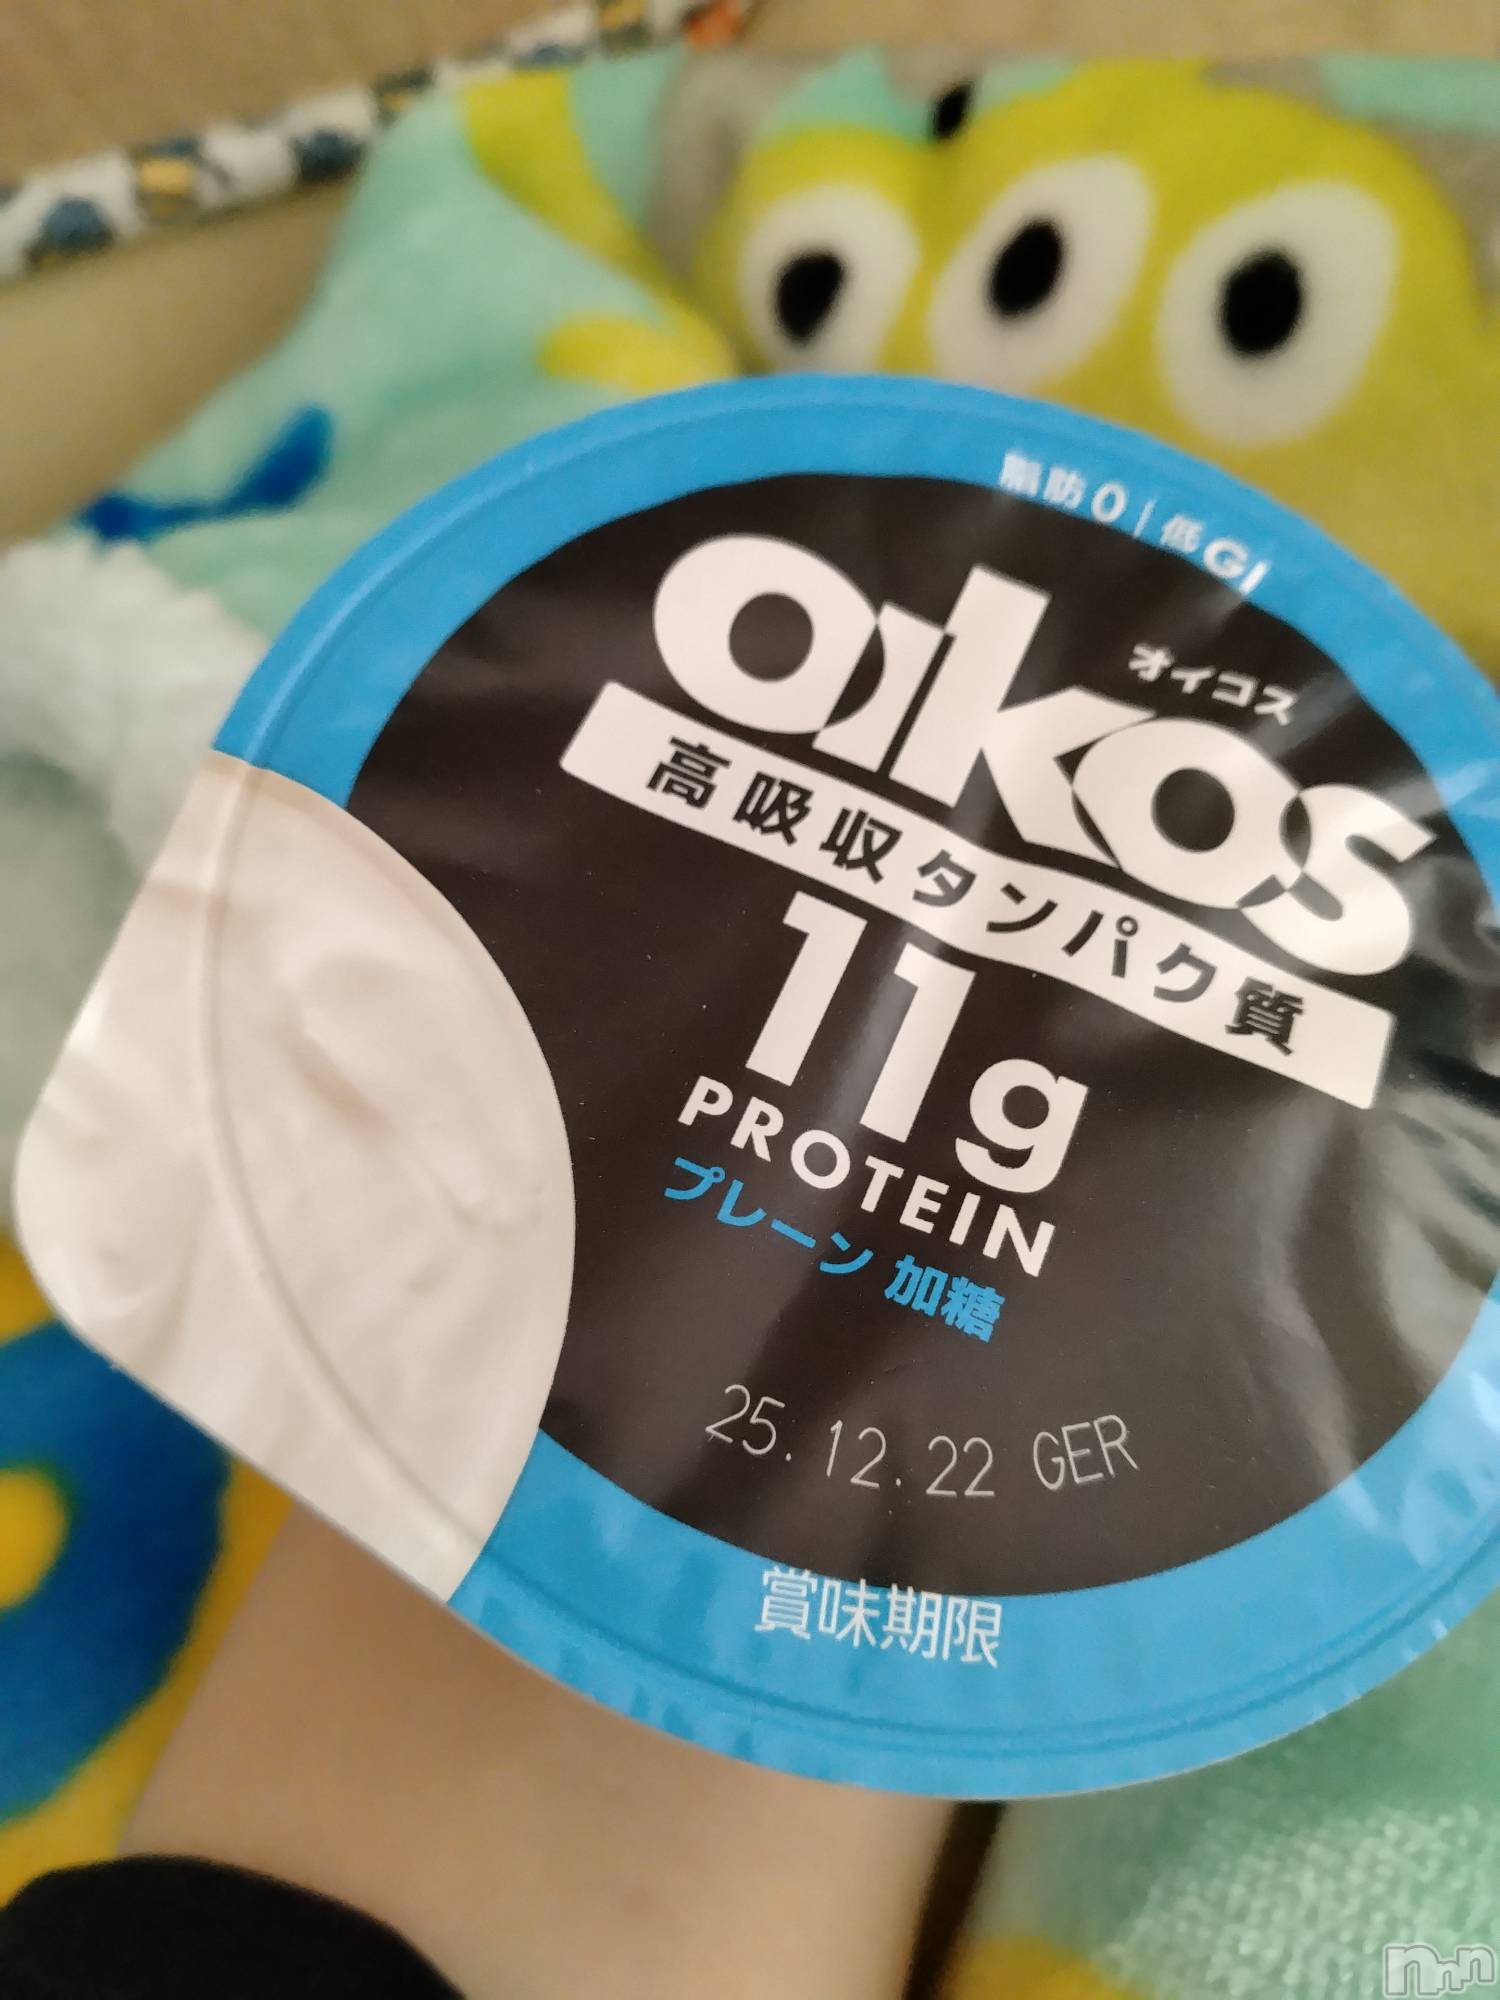 脂肪0|低GI
oikos
オイコス
高吸収タンパク質
11g
PROTEIN
プレーン 加糖
25.12.22 GER
賞味期限
nnn